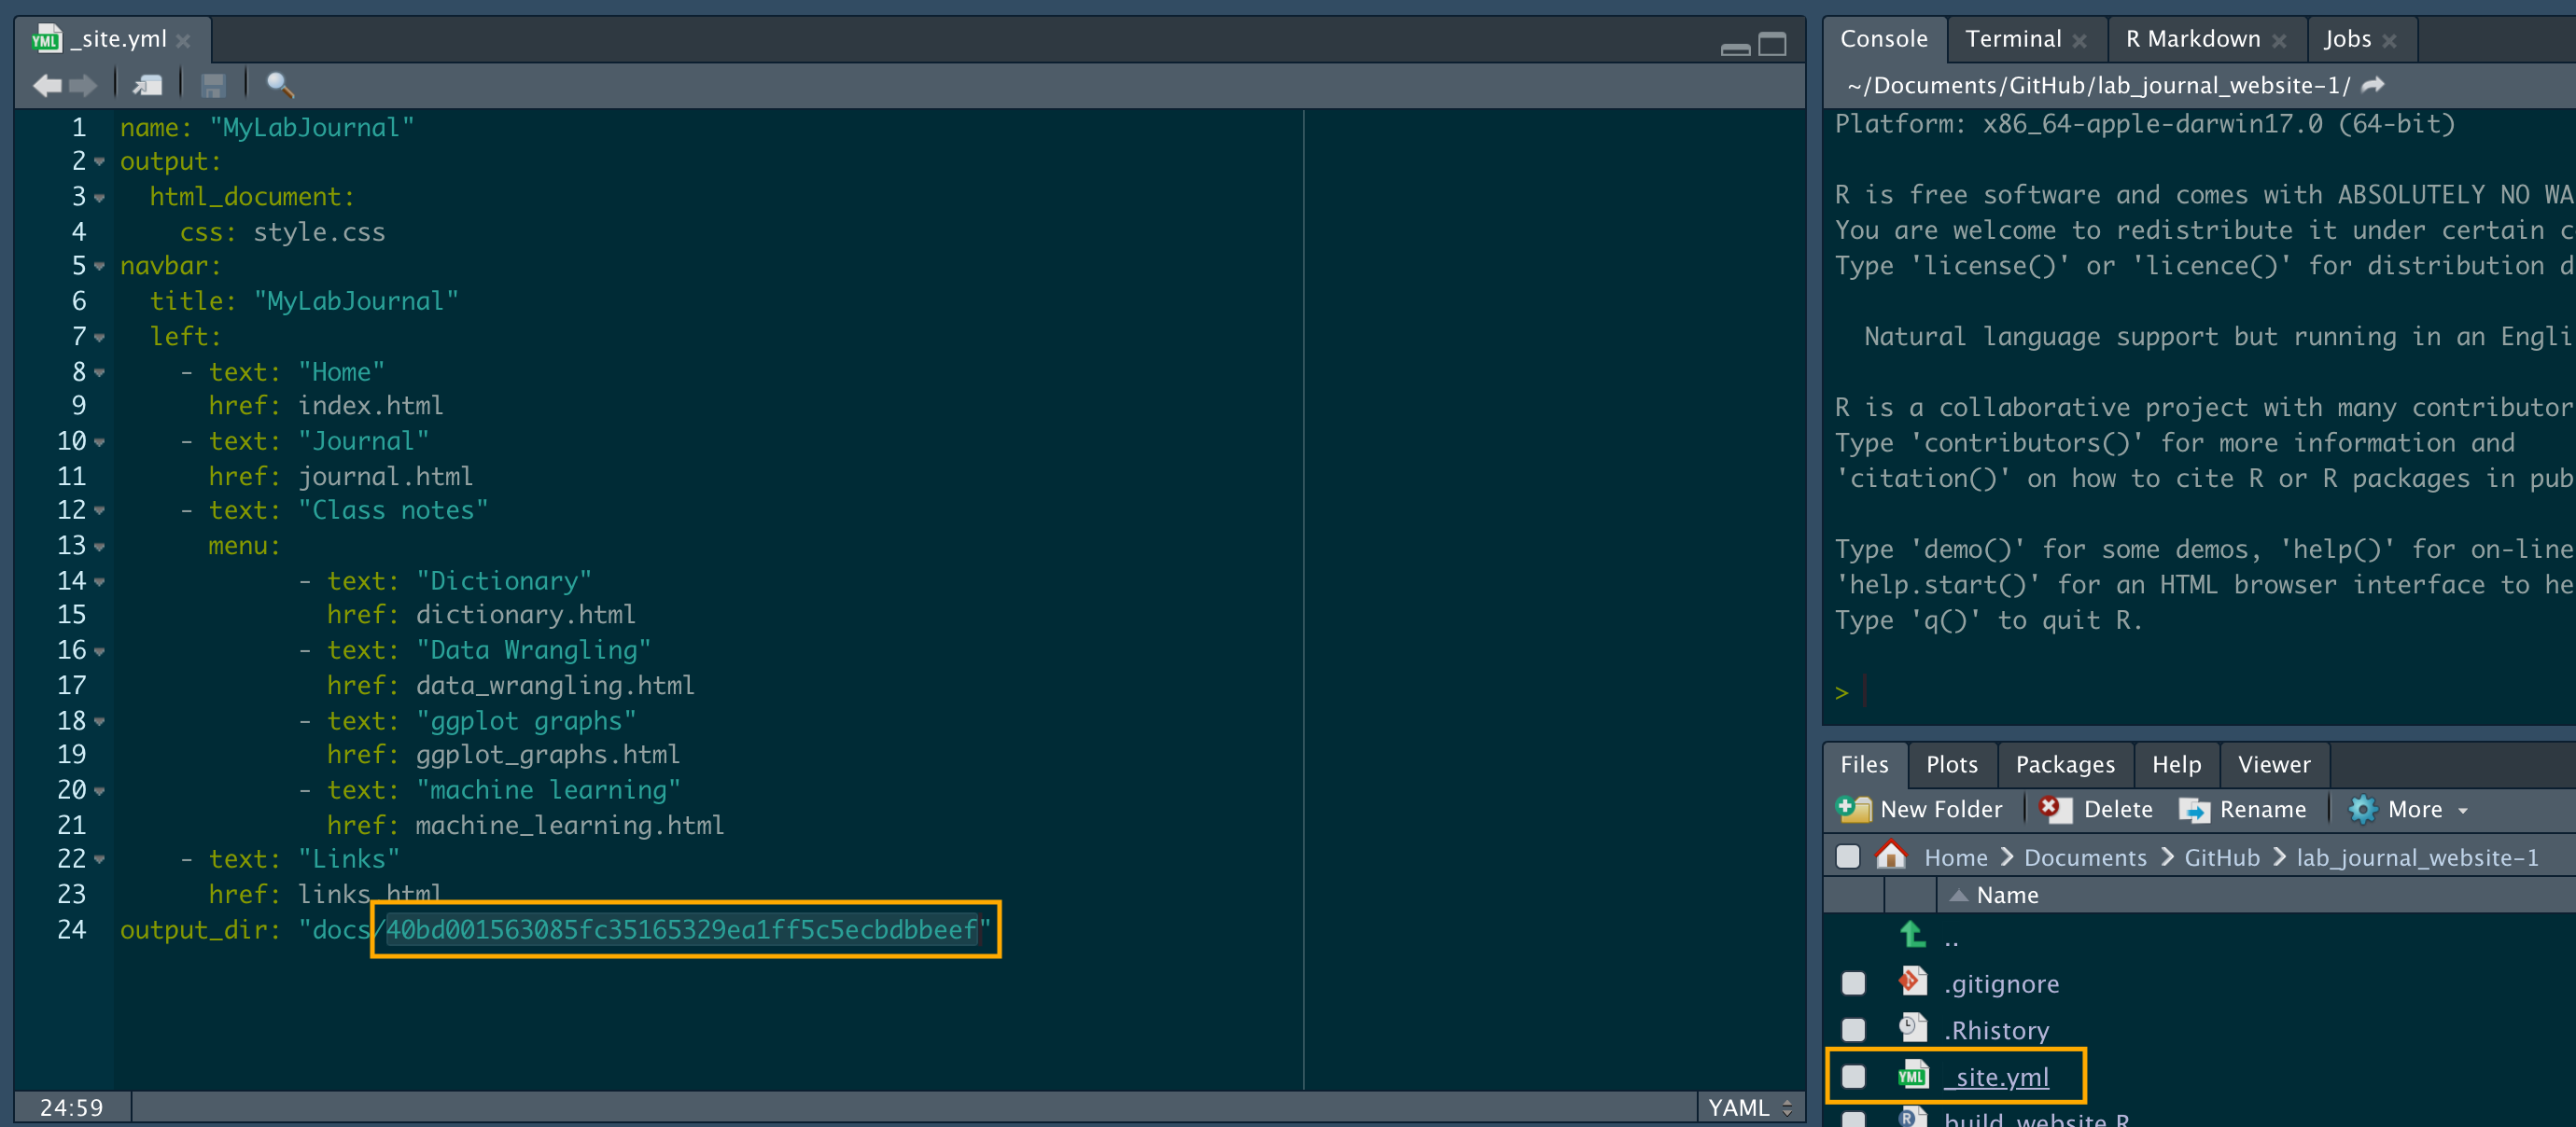 _site.yml
1 name: "MyLabJournal"
2 output:
3 html_document:
4 css: style.css
5 navbar:
6 title: "MyLabJournal"
7 left:
8 - text: "Home"
9 href: index.html
10 - text: "Journal"
11 href: journal.html
12 - text: "Class notes"
13 menu:
14 - text: "Dictionary"
15 href: dictionary.html
16 - text: "Data Wrangling"
17 href: data_wrangling.html
18 - text: "ggplot graphs"
19 href: ggplot_graphs.html
20 - text: "machine learning"
21 href: machine_learning.html
22 - text: "Links"
23 href: links.html
24 output_dir: "docs/40bd001563085fc35165329ea1ff5c5ecbdbbeef"
24:59
YAML
Console Terminal R Markdown Jobs
~/Documents/GitHub/lab_journal_website-1/
Platform: x86_64-apple-darwin17.0 (64-bit)
R is free software and comes with ABSOLUTELY NO WA
You are welcome to redistribute it under certain c
Type 'license()' or 'licence()' for distribution d
Natural language support but running in an Engli
R is a collaborative project with many contributor
Type 'contributors()' for more information and
'citation()' on how to cite R or R packages in pub
Type 'demo()' for some demos, 'help()' for on-line
'help.start()' for an HTML browser interface to he
Type 'q()' to quit R.
>
Files Plots Packages Help Viewer
New Folder Delete Rename More
Home Documents GitHub lab_journal_website-1
Name
..
.gitignore
.Rhistory
YML _site.yml
build_website.R